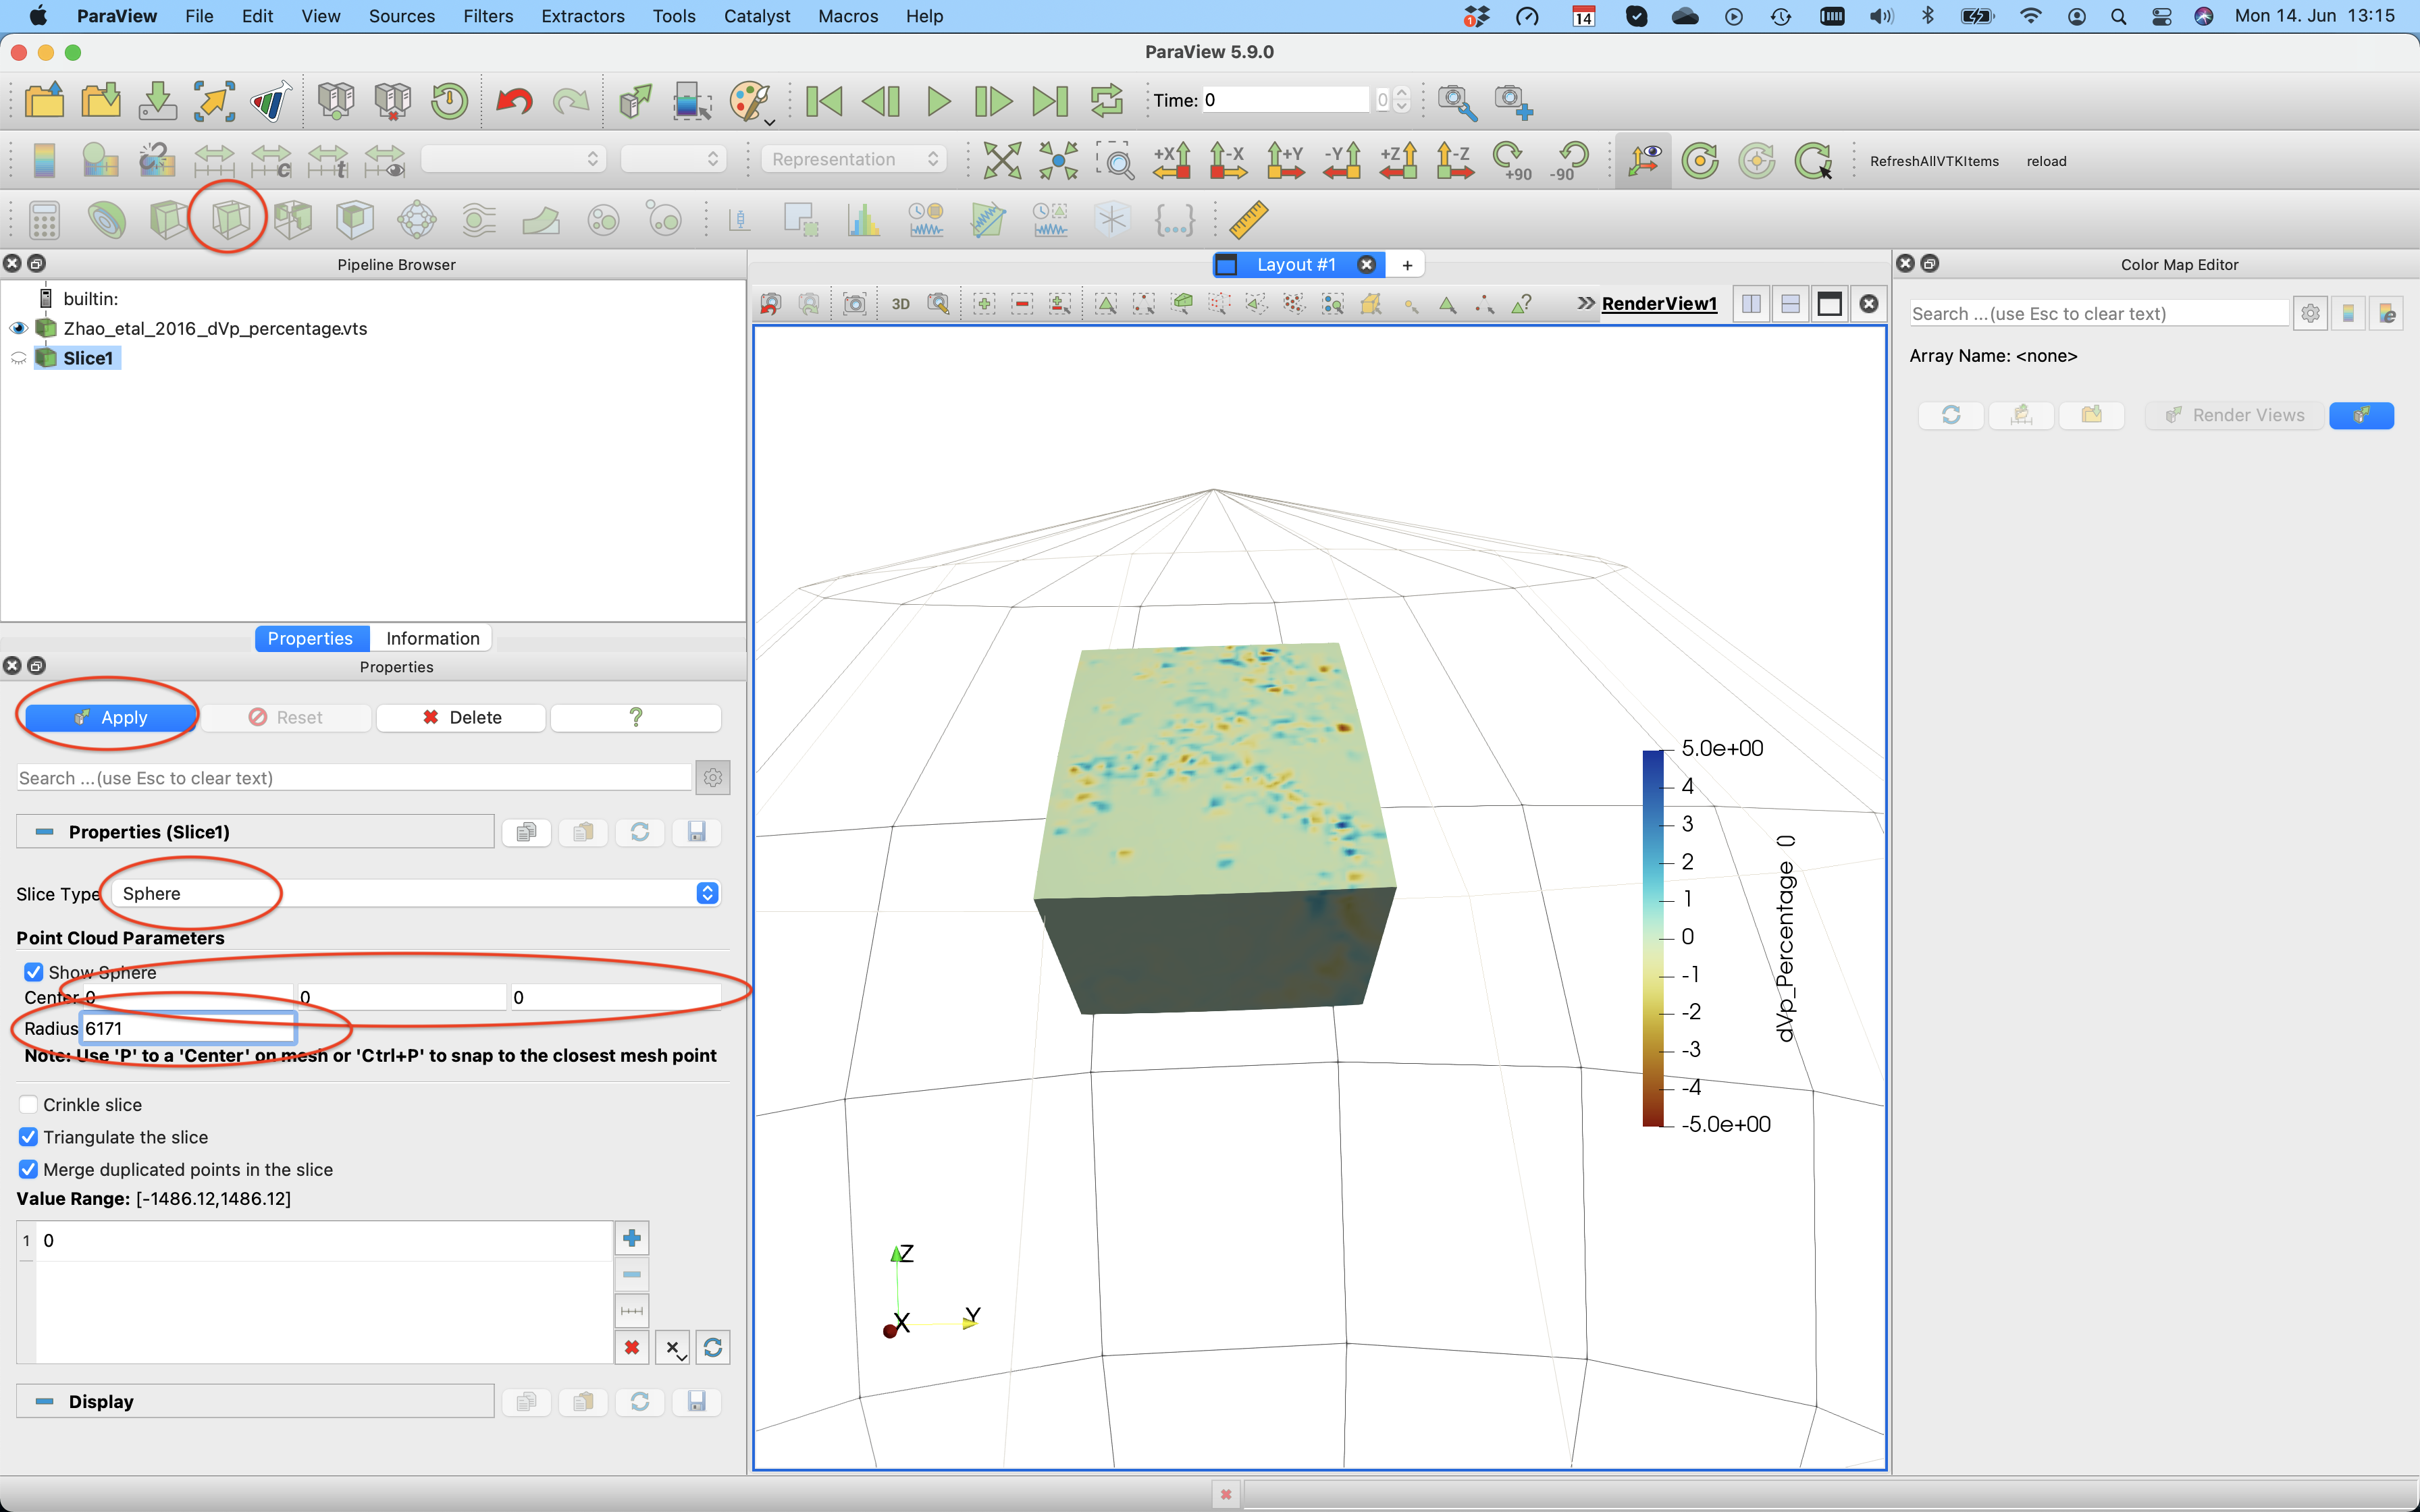 ParaView File Edit View Sources Filters Extractors Tools Catalyst Macros Help 1 14 Mon 14. Jun 13:15
ParaView 5.9.0
Time: 0 0
c t Representation +X -X +Y -Y +Z -Z +90 -90 RefreshAllVTKItems reload
Pipeline Browser
builtin:
Zhao_etal_2016_dVp_percentage.vts
Slice1
Properties Information
Properties
Apply Reset Delete ?
Search ... (use Esc to clear text)
Properties (Slice1)
Slice Type Sphere
Point Cloud Parameters
Show Sphere
Center 0 0 0
Radius 6171
Note: Use 'P' to a 'Center' on mesh or 'Ctrl+P' to snap to the closest mesh point
Crinkle slice
Triangulate the slice
Merge duplicated points in the slice
Value Range: [-1486.12,1486.12]
1 0
Display
Layout #1 +
3D ? RenderView1
5.0e+00
4
3
2
1
0
-1
-2
-3
-4
-5.0e+00
dVp_Percentage ()
Z
Y
X
Color Map Editor
Search ... (use Esc to clear text) e
Array Name: <none>
Render Views